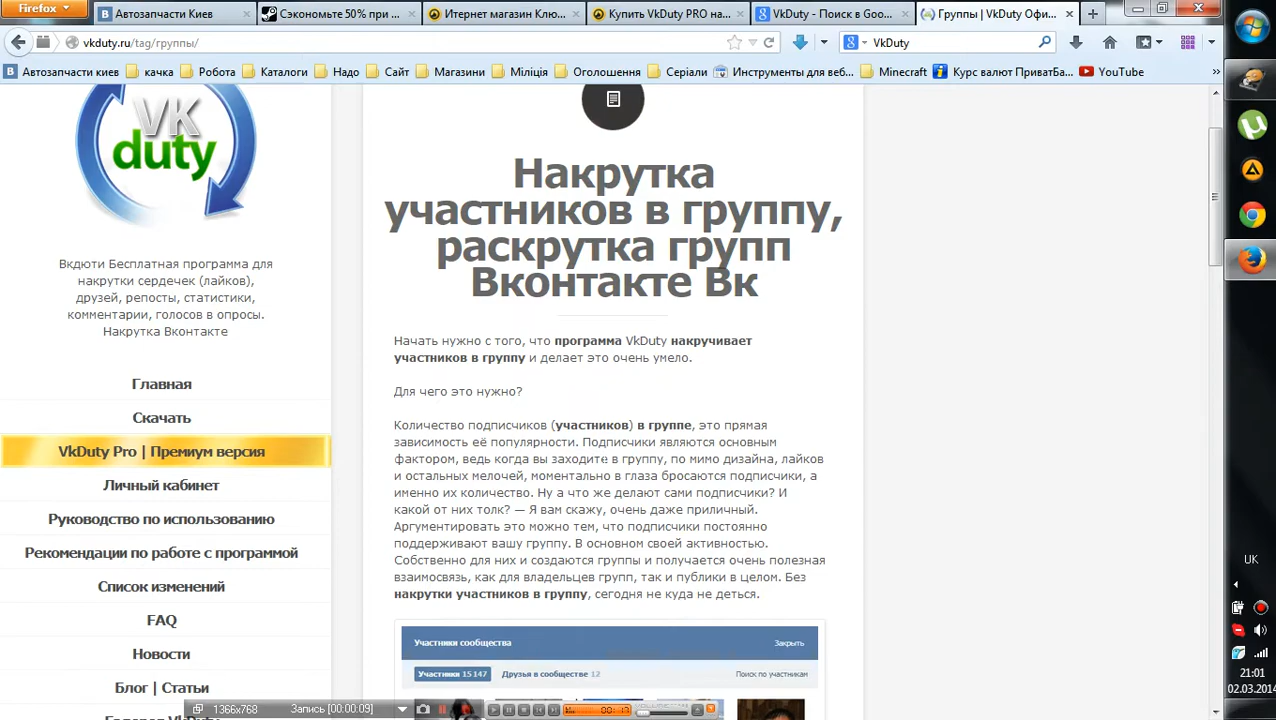 Firefox
Автозапчасти Киев
Сэкономьте 50% при ...
Итернет магазин Клю...
Купить VkDuty PRO на...
VkDuty - Поиск в Goo...
Группы | VkDuty Офи...
vkduty.ru/tag/группы/
VkDuty
Автозапчасти киев
качка
Робота
Каталоги
Надо
Сайт
Магазини
Міліція
Оголошення
Серіали
Инструменты для веб...
Minecraft
Курс валют ПриватБа...
YouTube
VK
duty
Вкдюти Бесплатная программа для
накрутки сердечек (лайков),
друзей, репосты, статистики,
комментарии, голосов в опросы.
Накрутка Вконтакте
Главная
Скачать
VkDuty Pro | Премиум версия
Личный кабинет
Руководство по использованию
Рекомендации по работе с программой
Список изменений
FAQ
Новости
Блог | Статьи
Накрутка
участников в группу,
раскрутка групп
Вконтакте Вк
Начать нужно с того, что программа VkDuty накручивает
участников в группу и делает это очень умело.
Для чего это нужно?
Количество подписчиков (участников) в группе, это прямая
зависимость её популярности. Подписчики являются основным
фактором, ведь когда вы заходите в группу, по мимо дизайна, лайков
и остальных мелочей, моментально в глаза бросаются подписчики, а
именно их количество. Ну а что же делают сами подписчики? И
какой от них толк? — Я вам скажу, очень даже приличный.
Аргументировать это можно тем, что подписчики постоянно
поддерживают вашу группу. В основном своей активностью.
Собственно для них и создаются группы и получается очень полезная
взаимосвязь, как для владельцев групп, так и публики в целом. Без
накрутки участников в группу, сегодня не куда не деться.
Участники сообщества
Закрыть
Участники 15 147
Друзья в сообществе 12
Поиск по участникам
1366x768
Запись [00:00:09]
UK
21:01
02.03.2014